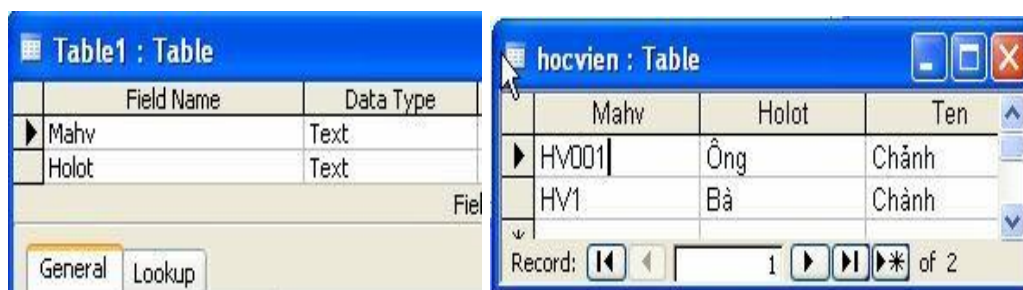 Table1 : Table
Field Name Data Type
Mahv Text
Holot Text
Fiel
General Lookup
hocvien : Table
Mahv Holot Ten
HV001 Ông Chảnh
HV1 Bà Chành
Record: 1 of 2